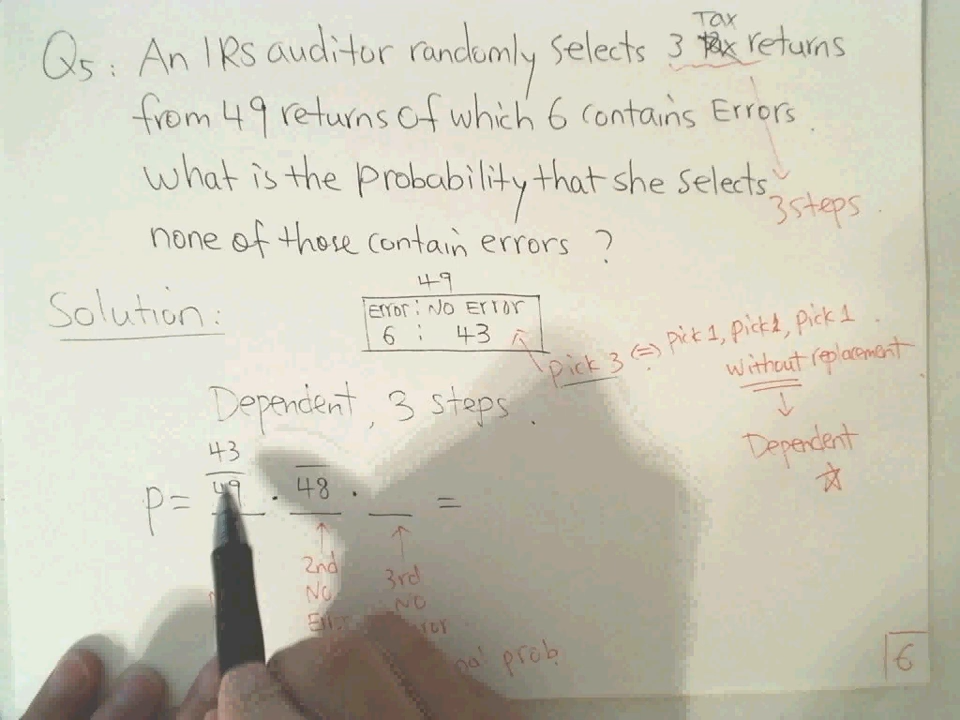 Q5: An IRS auditor randomly selects 3 Tax returns
from 49 returns of which 6 contains Errors.
What is the probability that she selects
3 steps.
none of those contain errors ?
Solution:
49
Error : No Error
6 : 43
pick 3 <=> pick 1, pick 1, pick 1.
without replacement
Dependent
Dependent, 3 steps.
P = 43/49 · __/48 · __ =
2nd
No
3rd
No
prob
6